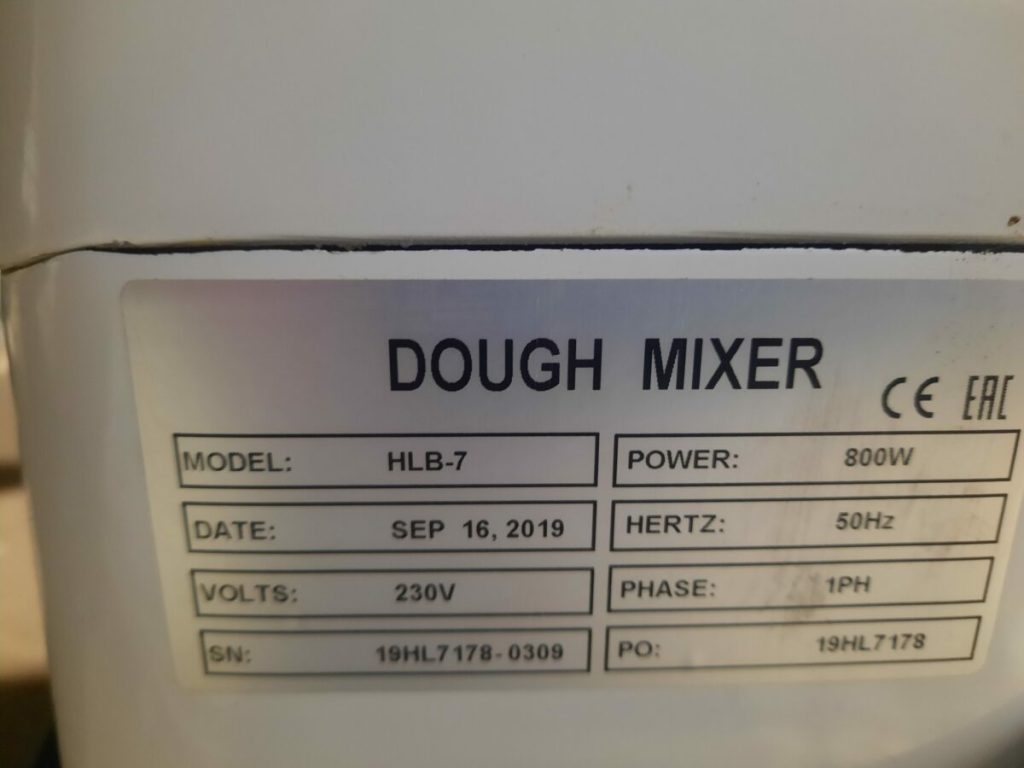 DOUGH MIXER
CE EAC
MODEL: HLB-7 POWER: 800W
DATE: SEP 16, 2019 HERTZ: 50Hz
VOLTS: 230V PHASE: 1PH
SN: 19HL7178-0309 PO: 19HL7178